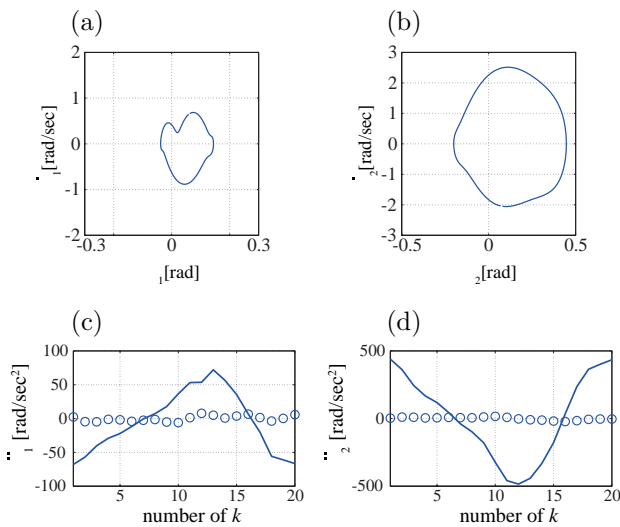 (a)
(b)
2
1
0
-1
-2
-0.3
0
0.3
1[rad/sec]
1[rad]
3
2
1
0
-1
-2
-3
-0.5
0
0.5
2[rad/sec]
2[rad]
(c)
(d)
100
50
0
-50
-100
5
10
15
20
1 [rad/sec²]
number of k
500
0
-500
5
10
15
20
2 [rad/sec²]
number of k